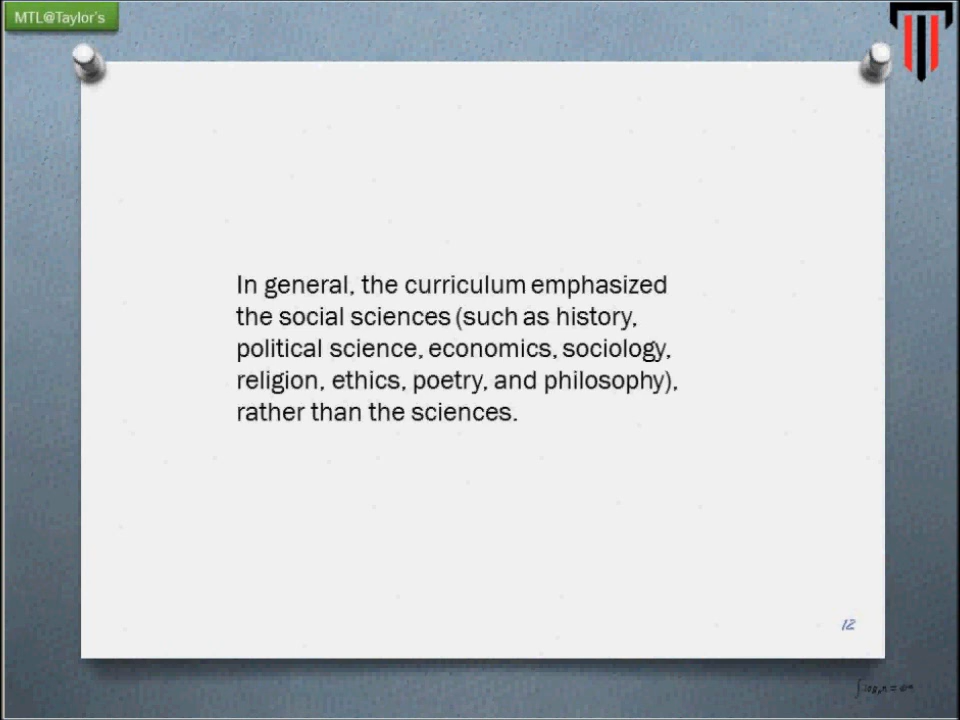 MTL@Taylor's
In general, the curriculum emphasized
the social sciences (such as history,
political science, economics, sociology,
religion, ethics, poetry, and philosophy),
rather than the sciences.
12